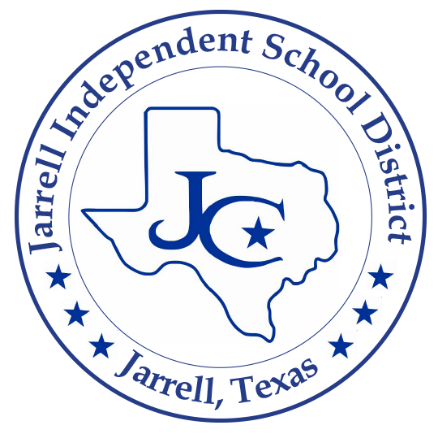 Jarrell Independent School District
JC
Jarrell, Texas